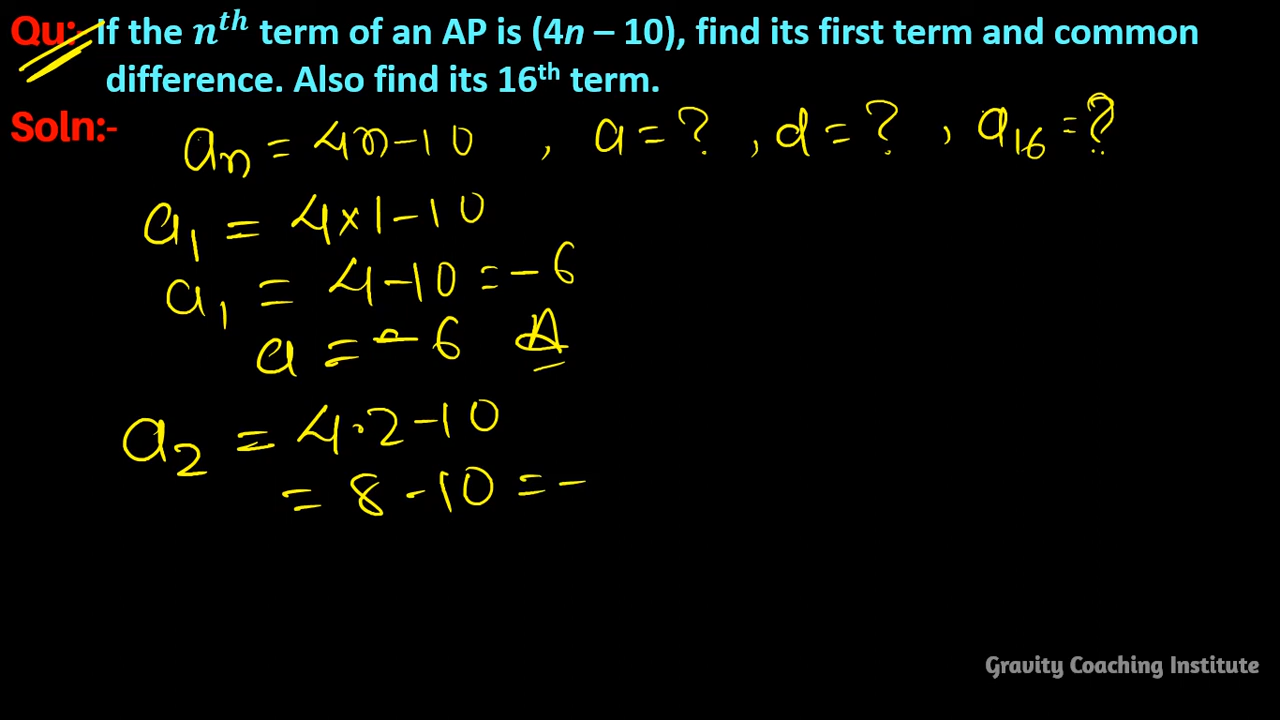 Qu:- If the nᵗʰ term of an AP is (4n – 10), find its first term and common
difference. Also find its 16ᵗʰ term.
Soln:- aₙ = 4n-10 , a = ? , d = ? , a₁₆ = ?
a₁ = 4×1-10
a₁ = 4-10 = -6
a = -6 A
a₂ = 4·2-10
= 8-10 = -
Gravity Coaching Institute